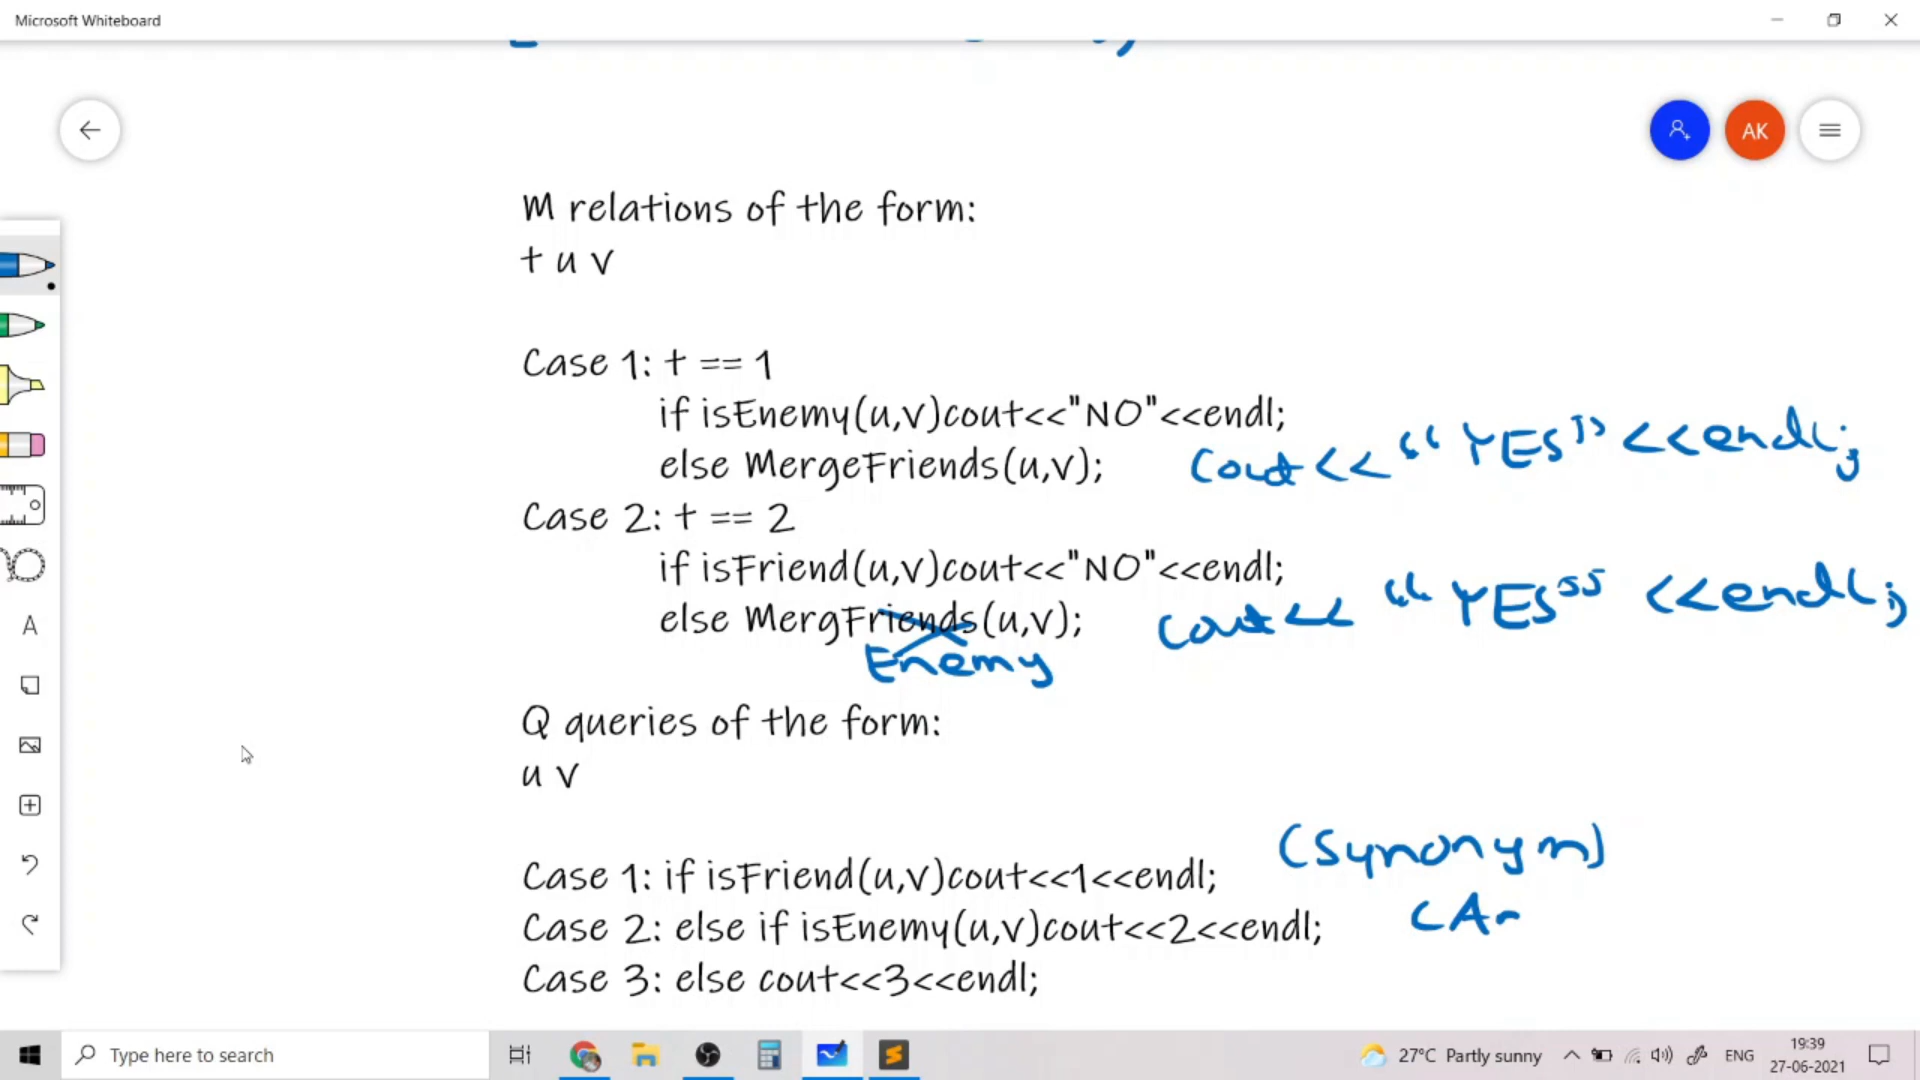 Microsoft Whiteboard
AK
M relations of the form:
t u v
Case 1: t == 1
if isEnemy(u,v)cout<<"NO"<<endl;
else MergeFriends(u,v); cout<< "YES" <<endl;
Case 2: t == 2
if isFriend(u,v)cout<<"NO"<<endl;
else MergFriends(u,v); cout<< "YES" <<endl;
Enemy
Q queries of the form:
u v
(Synonym)
Case 1: if isFriend(u,v)cout<<1<<endl;
(An
Case 2: else if isEnemy(u,v)cout<<2<<endl;
Case 3: else cout<<3<<endl;
A
Type here to search
27°C Partly sunny
ENG
19:39
27-06-2021